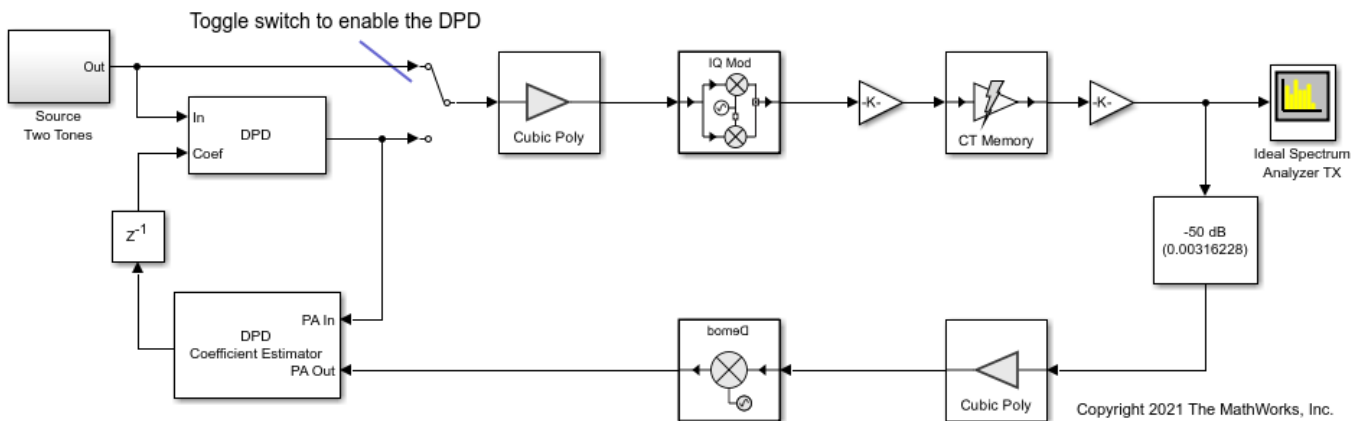 Toggle switch to enable the DPD
Out
Source
Two Tones
In
DPD
Coef
Cubic Poly
IQ Mod
-K-
CT Memory
-K-
Ideal Spectrum
Analyzer TX
Z-1
-50 dB
(0.00316228)
PA In
DPD
Coefficient Estimator
PA Out
Demod
Cubic Poly
Copyright 2021 The MathWorks, Inc.